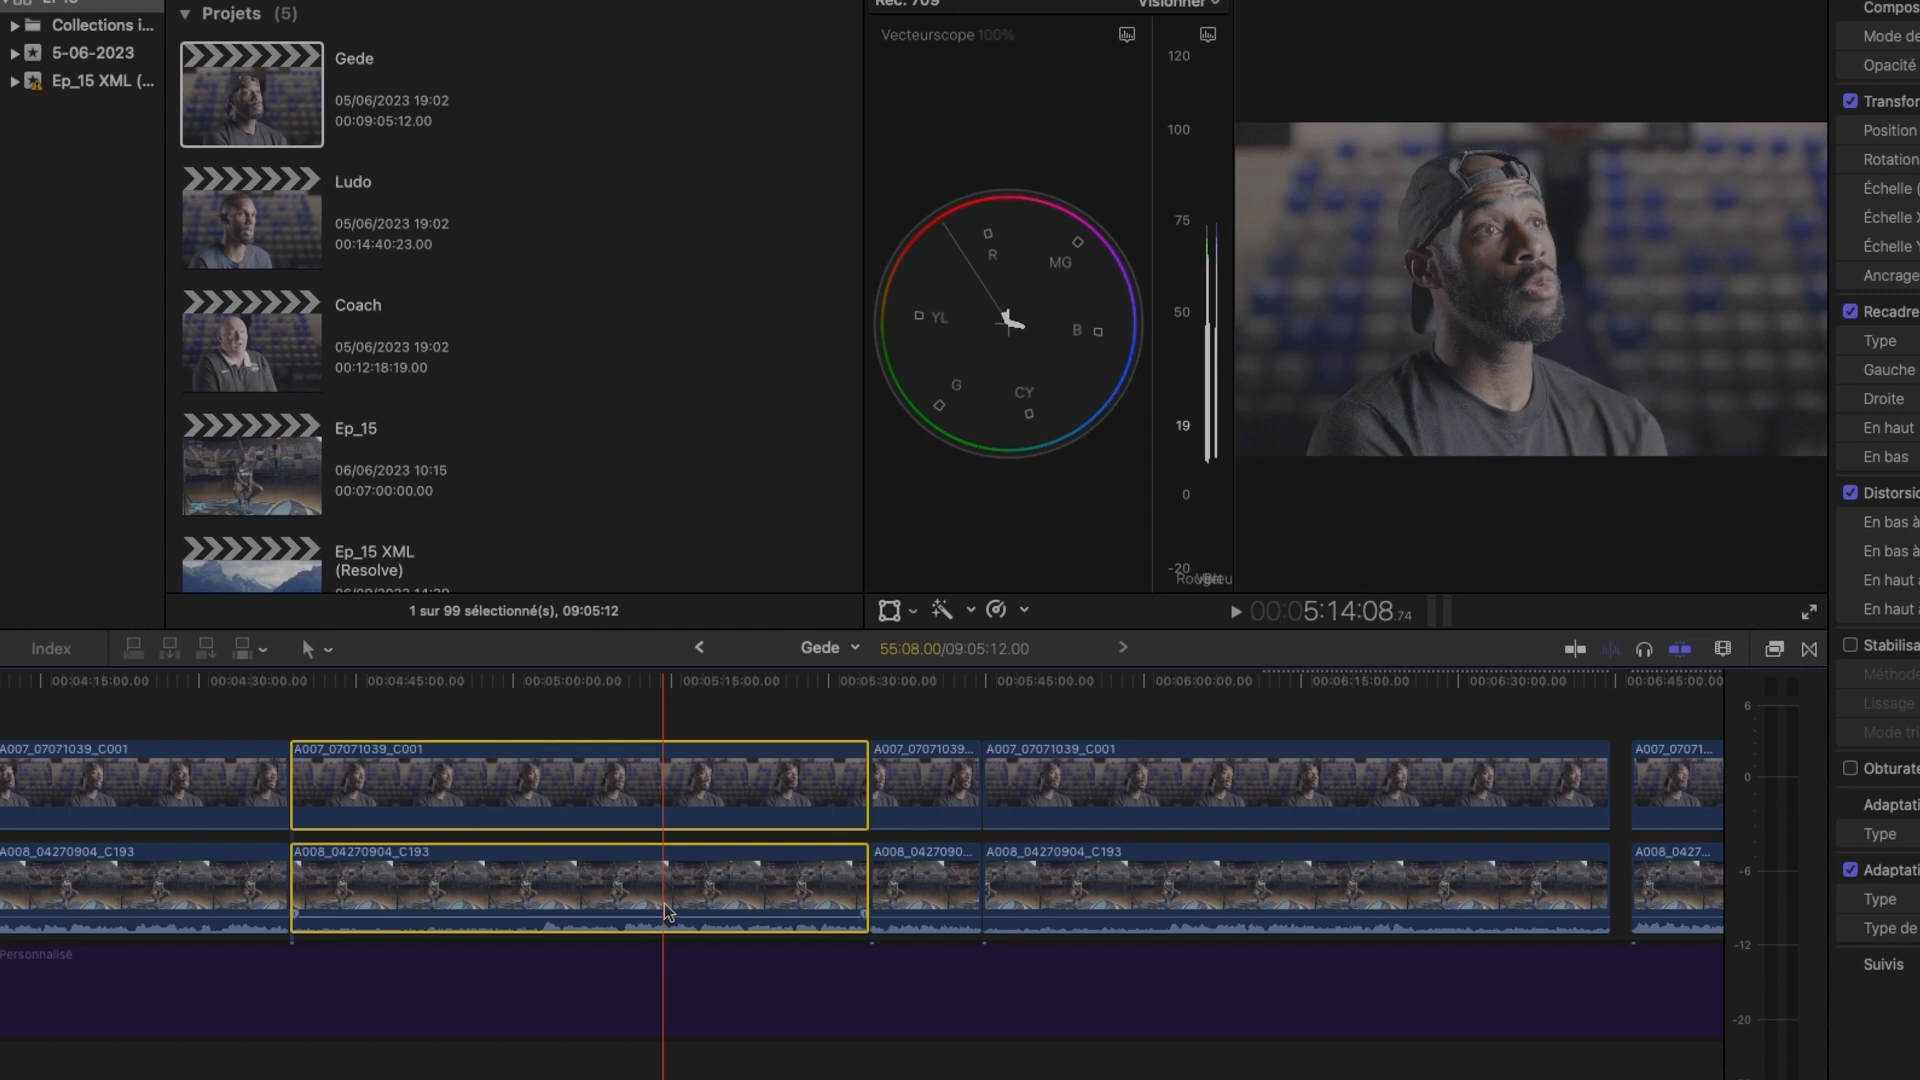 Collections i...
5-06-2023
Ep_15 XML (...
Projets (5)
Gede
05/06/2023 19:02
00:09:05:12.00
Ludo
05/06/2023 19:02
00:14:40:23.00
Coach
05/06/2023 19:02
00:12:18:19.00
Ep_15
06/06/2023 10:15
00:07:00:00.00
Ep_15 XML
(Resolve)
1 sur 99 sélectionné(s), 09:05:12
Rec. 709
Visionner
Vecteurscope 100%
R
MG
YL
B
G
CY
120
100
75
50
19
0
-20
00:05:14:08.74
Compos
Mode de
Opacité
Transfor
Position
Rotation
Échelle (
Échelle X
Échelle Y
Ancrage
Recadre
Type
Gauche
Droite
En haut
En bas
Distorsio
En bas à
En bas à
En haut à
En haut à
Stabilisa
Méthode
Lissage
Mode tri
Obturate
Adaptati
Type
Adaptati
Type
Type de
Suivis
Index
Gede
55:08.00/09:05:12.00
00:04:15:00.00
00:04:30:00.00
00:04:45:00.00
00:05:00:00.00
00:05:15:00.00
00:05:30:00.00
00:05:45:00.00
00:06:00:00.00
00:06:15:00.00
00:06:30:00.00
00:06:45:00.00
A007_07071039_C001
A007_07071039_C001
A007_07071039...
A007_07071039_C001
A007_07071...
A008_04270904_C193
A008_04270904_C193
A008_0427090...
A008_04270904_C193
A008_0427...
Personnalisé
6
0
-6
-12
-20